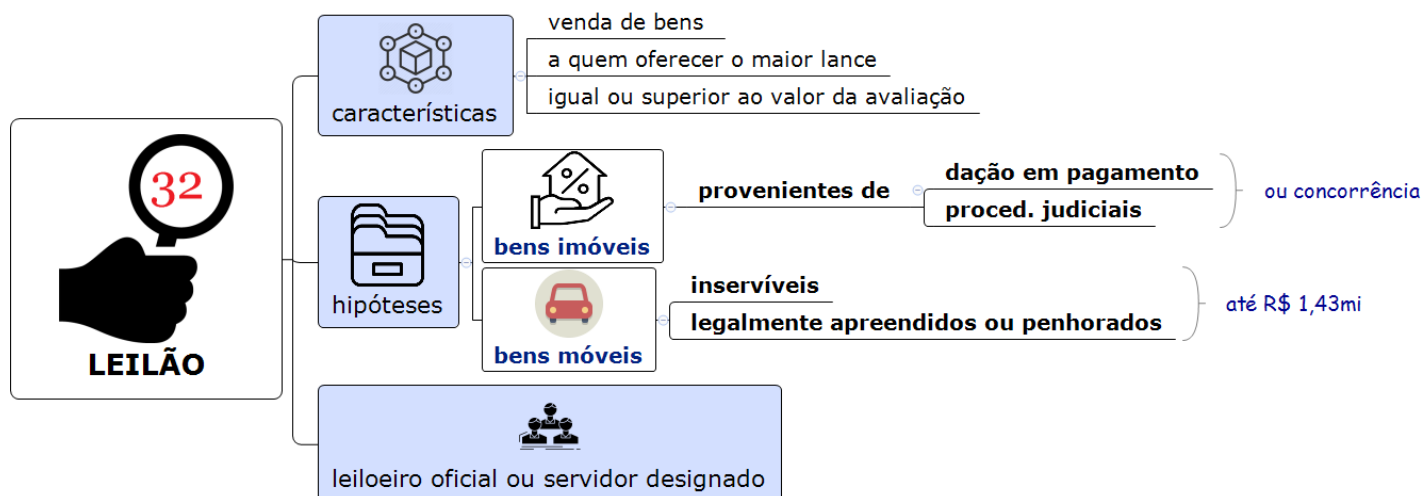 32
LEILÃO
características
venda de bens
a quem oferecer o maior lance
igual ou superior ao valor da avaliação
hipóteses
bens imóveis
provenientes de
dação em pagamento
proced. judiciais
ou concorrência
bens móveis
inservíveis
legalmente apreendidos ou penhorados
até R$ 1,43mi
leiloeiro oficial ou servidor designado